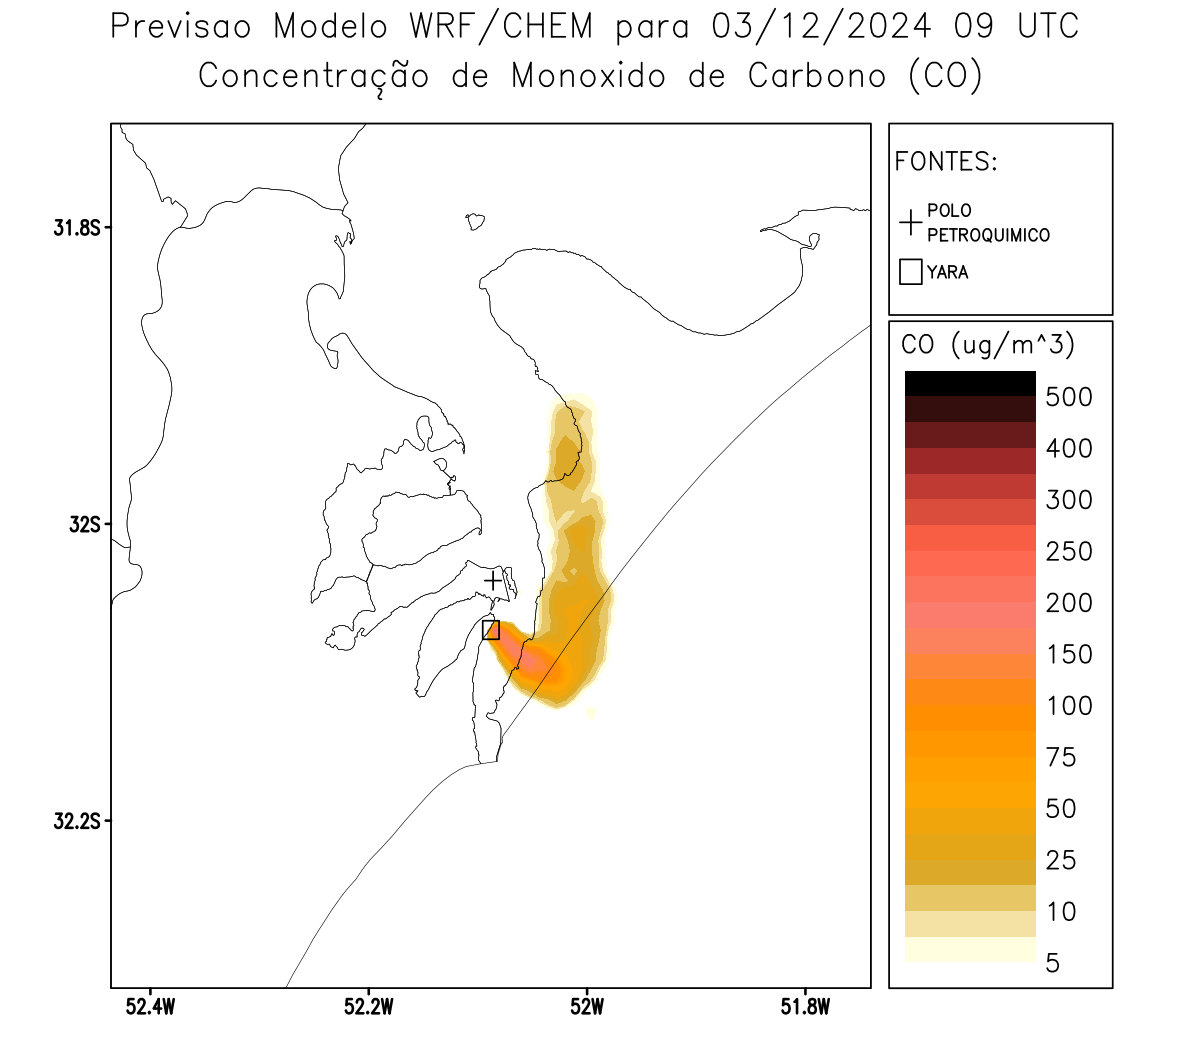 Previsao Modelo WRF/CHEM para 03/12/2024 09 UTC
Concentração de Monoxido de Carbono (CO)
FONTES:
POLO
PETROQUIMICO
YARA
CO (ug/m^3)
500
400
300
250
200
150
100
75
50
25
10
5
31.8S
32S
32.2S
52.4W
52.2W
52W
51.8W